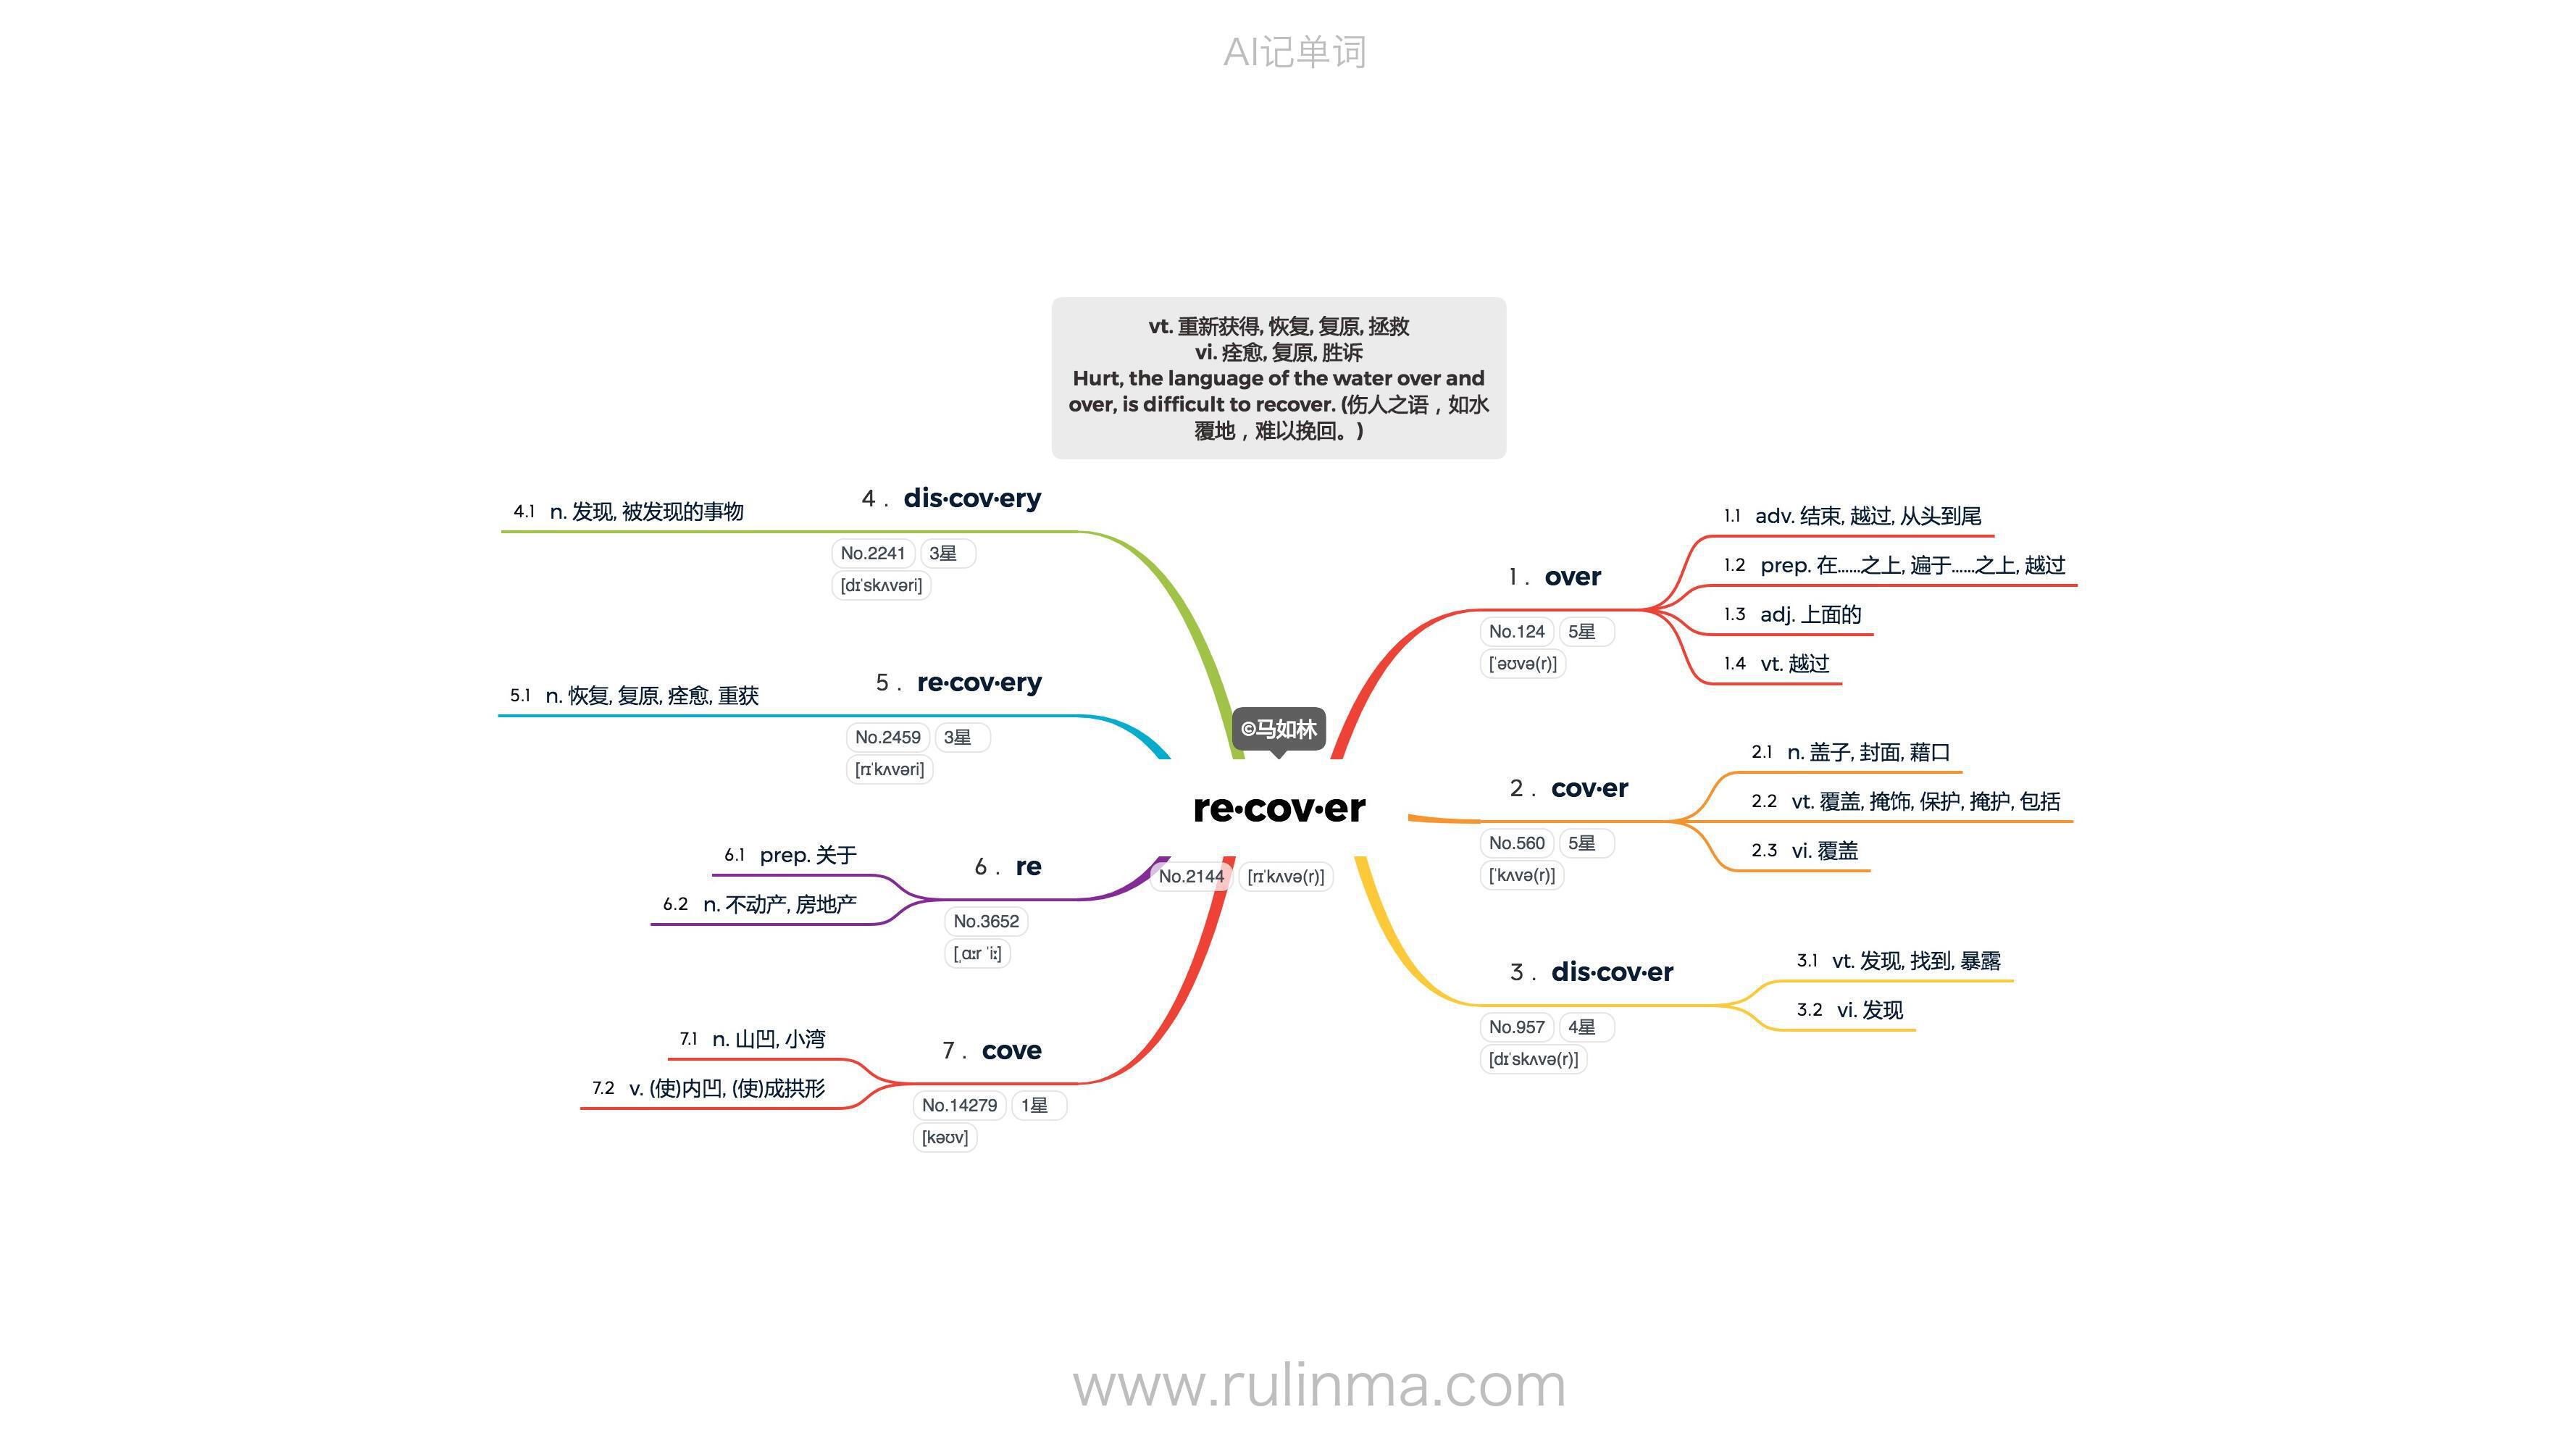 AI记单词
vt. 重新获得, 恢复, 复原, 拯救
vi. 痊愈, 复原, 胜诉
Hurt, the language of the water over and
over, is difficult to recover. (伤人之语，如水
覆地，难以挽回。)
©马如林
re·cov·er
No.2144 [rɪˈkʌvə(r)]
1. over
No.124 5星
[ˈəʊvə(r)]
1.1 adv. 结束, 越过, 从头到尾
1.2 prep. 在……之上, 遍于……之上, 越过
1.3 adj. 上面的
1.4 vt. 越过
2. cov·er
No.560 5星
[ˈkʌvə(r)]
2.1 n. 盖子, 封面, 藉口
2.2 vt. 覆盖, 掩饰, 保护, 掩护, 包括
2.3 vi. 覆盖
3. dis·cov·er
No.957 4星
[dɪˈskʌvə(r)]
3.1 vt. 发现, 找到, 暴露
3.2 vi. 发现
4. dis·cov·ery
No.2241 3星
[dɪˈskʌvəri]
4.1 n. 发现, 被发现的事物
5. re·cov·ery
No.2459 3星
[rɪˈkʌvəri]
5.1 n. 恢复, 复原, 痊愈, 重获
6. re
No.3652
[ˌɑːr ˈiː]
6.1 prep. 关于
6.2 n. 不动产, 房地产
7. cove
No.14279 1星
[kəʊv]
7.1 n. 山凹, 小湾
7.2 v. (使)内凹, (使)成拱形
www.rulinma.com